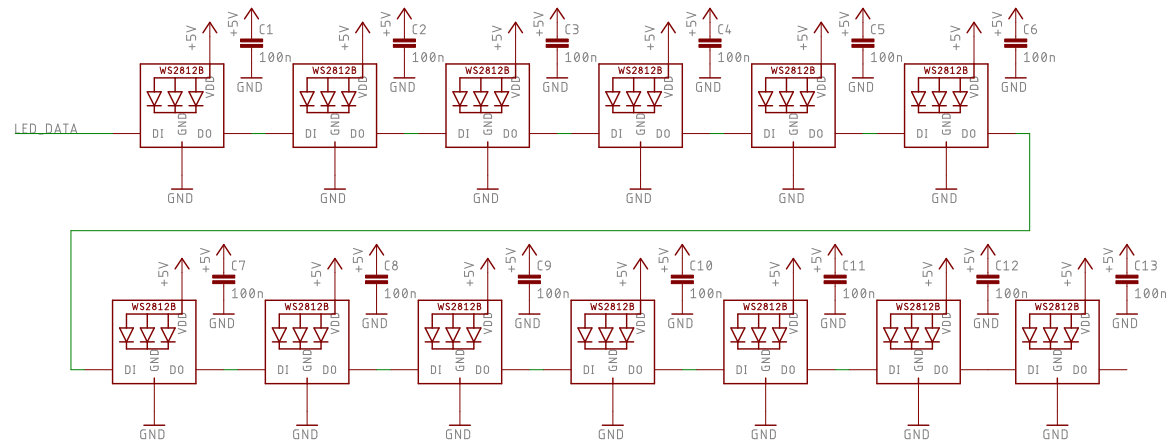 +5V +5V C1 +5V +5V C2 +5V +5V C3 +5V +5V C4 +5V +5V C5 +5V +5V C6
100n 100n 100n 100n 100n 100n
WS2812B WS2812B WS2812B WS2812B WS2812B WS2812B
VDD GND VDD GND VDD GND VDD GND VDD GND VDD GND
LED_DATA DI GND DO DI GND DO DI GND DO DI GND DO DI GND DO DI GND DO
GND GND GND GND GND GND
+5V +5V C7 +5V +5V C8 +5V +5V C9 +5V +5V C10 +5V +5V C11 +5V +5V C12 +5V +5V C13
100n 100n 100n 100n 100n 100n 100n
WS2812B WS2812B WS2812B WS2812B WS2812B WS2812B WS2812B
VDD GND VDD GND VDD GND VDD GND VDD GND VDD GND VDD GND
DI GND DO DI GND DO DI GND DO DI GND DO DI GND DO DI GND DO DI GND DO
GND GND GND GND GND GND GND